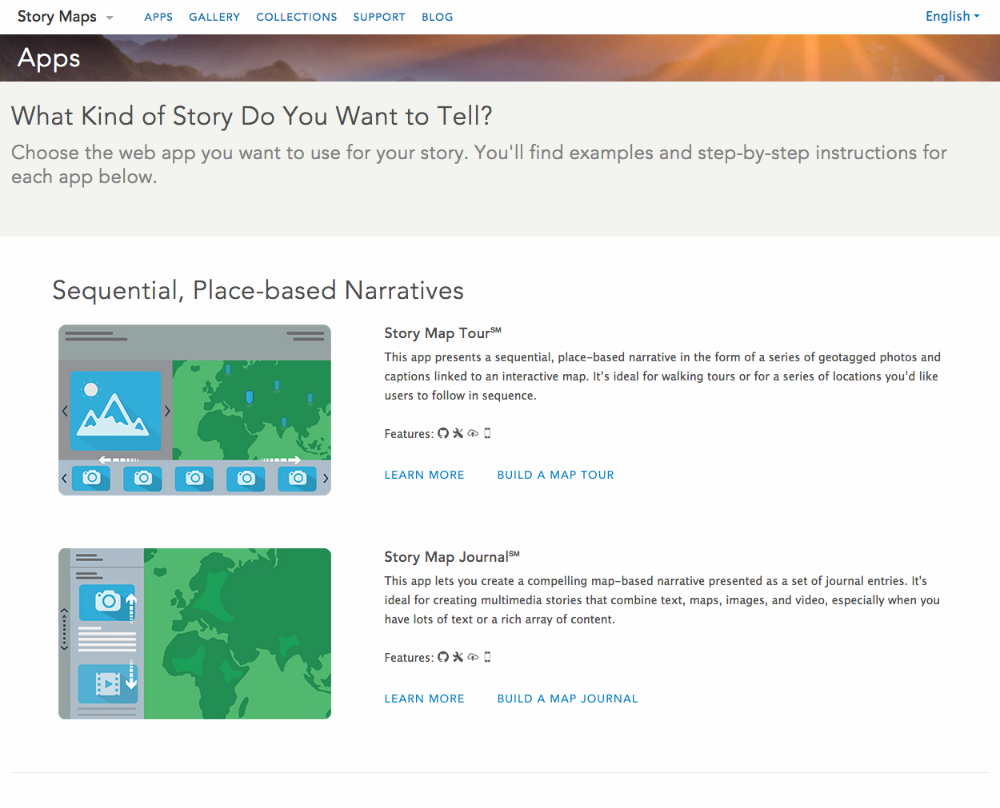 Story Maps APPS GALLERY COLLECTIONS SUPPORT BLOG English
Apps
What Kind of Story Do You Want to Tell?
Choose the web app you want to use for your story. You'll find examples and step-by-step instructions for
each app below.
Sequential, Place-based Narratives
Story Map Tour℠
This app presents a sequential, place-based narrative in the form of a series of geotagged photos and
captions linked to an interactive map. It’s ideal for walking tours or for a series of locations you’d like
users to follow in sequence.
Features:
LEARN MORE BUILD A MAP TOUR
Story Map Journal℠
This app lets you create a compelling map-based narrative presented as a set of journal entries. It's
ideal for creating multimedia stories that combine text, maps, images, and video, especially when you
have lots of text or a rich array of content.
Features:
LEARN MORE BUILD A MAP JOURNAL